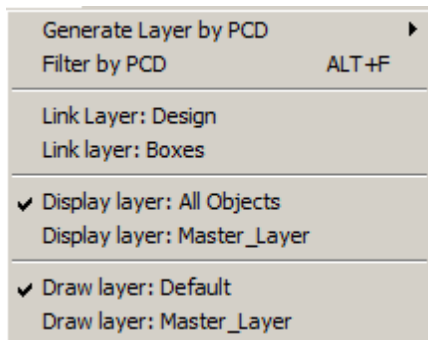 Generate Layer by PCD
Filter by PCD ALT+F
Link Layer: Design
Link layer: Boxes
Display layer: All Objects
Display layer: Master_Layer
Draw layer: Default
Draw layer: Master_Layer